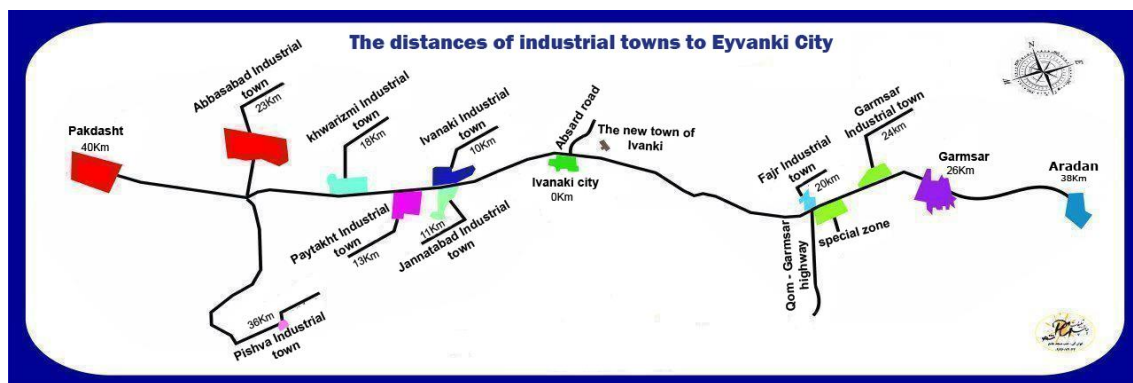 The distances of industrial towns to Eyvanki City
N
Pakdasht
40Km
Abbasabad Industrial
town
23Km
khwarizmi Industrial
town
18Km
Ivanaki Industrial
town
10Km
Absard road
The new town of
Ivanki
Ivanaki city
0Km
Paytakht Industrial
town
13Km
11Km
Jannatabad Industrial
town
36Km
Pishva Industrial
town
Fajr Industrial
town
20km
Garmsar
Industrial town
24km
Garmsar
26Km
Aradan
38Km
special zone
Qom - Garmsar
highway